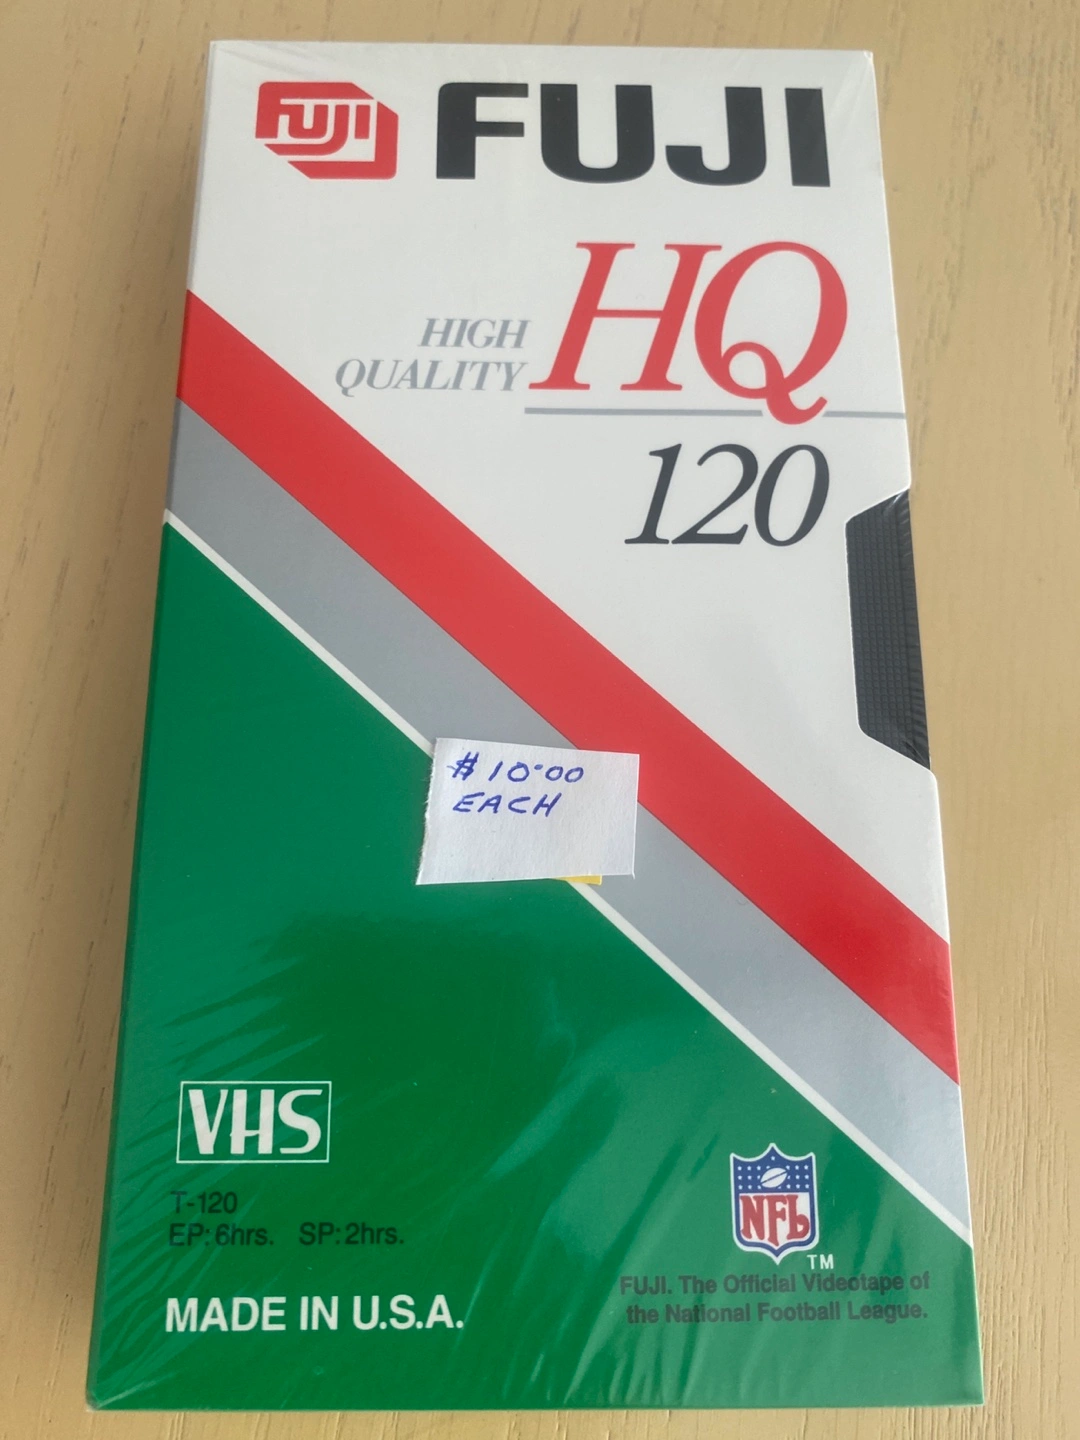 FUJI FUJI
HIGH
QUALITY HQ
120
$10.00
EACH
VHS
T-120
EP:6hrs. SP:2hrs.
MADE IN U.S.A.
NFL
TM
FUJI. The Official Videotape of
the National Football League.